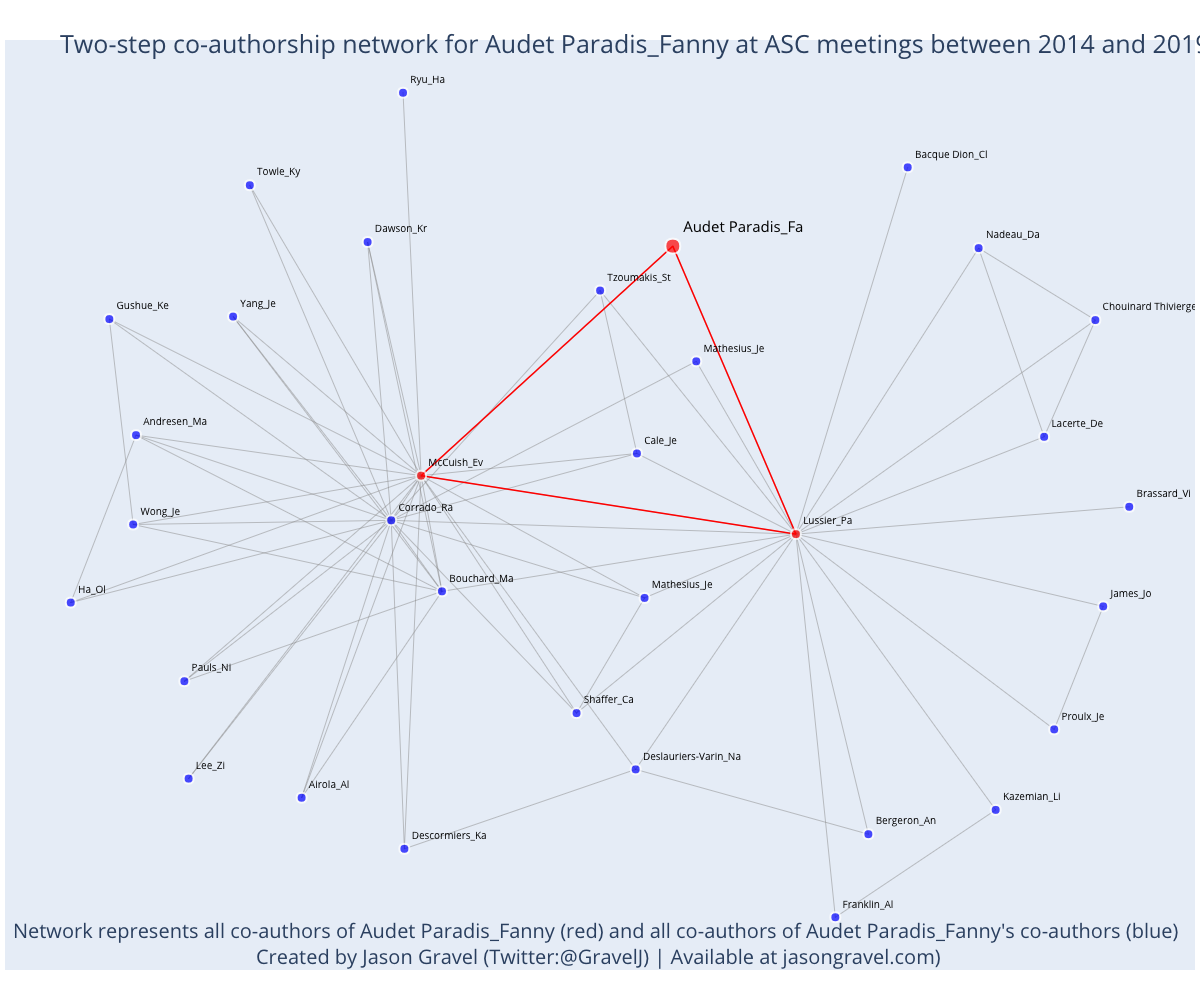 Two-step co-authorship network for Audet Paradis_Fanny at ASC meetings between 2014 and 2019
Ryu_Ha
Bacque Dion_Cl
Towle_Ky
Dawson_Kr
Audet Paradis_Fa
Nadeau_Da
Tzoumakis_St
Gushue_Ke
Yang_Je
Chouinard Thivierge
Mathesius_Je
Andresen_Ma
Cale_Je
Lacerte_De
McCuish_Ev
Brassard_Vi
Wong_Je
Corrado_Ra
Lussier_Pa
Bouchard_Ma
Mathesius_Je
Ha_Ol
James_Jo
Pauls_Ni
Shaffer_Ca
Proulx_Je
Deslauriers-Varin_Na
Lee_Zi
Airola_Al
Kazemian_Li
Descormiers_Ka
Bergeron_An
Franklin_Al
Network represents all co-authors of Audet Paradis_Fanny (red) and all co-authors of Audet Paradis_Fanny's co-authors (blue)
Created by Jason Gravel (Twitter:@GravelJ) | Available at jasongravel.com)